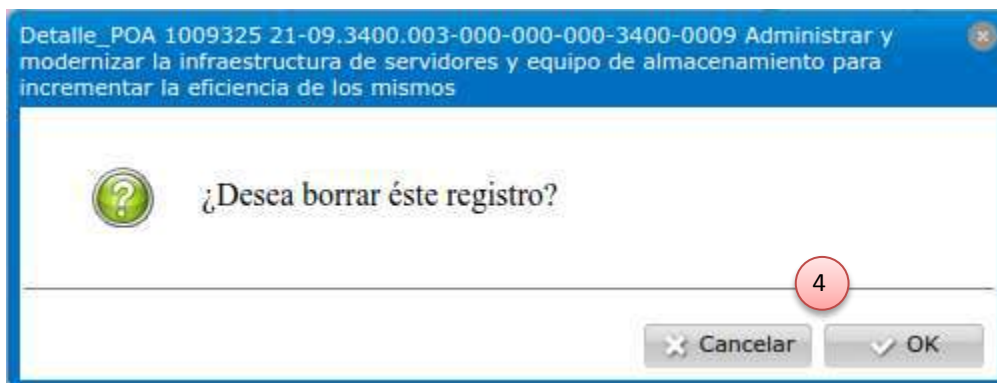 Detalle_POA 1009325 21-09.3400.003-000-000-000-3400-0009 Administrar y
modernizar la infraestructura de servidores y equipo de almacenamiento para
incrementar la eficiencia de los mismos
¿Desea borrar éste registro?
4
Cancelar
OK